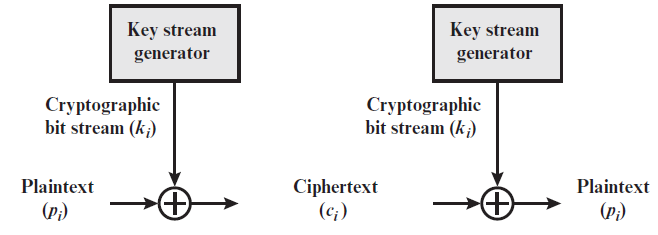 Key stream
generator
Key stream
generator
Cryptographic
bit stream (kᵢ)
Cryptographic
bit stream (kᵢ)
Plaintext
(pᵢ)
Ciphertext
(cᵢ)
Plaintext
(pᵢ)